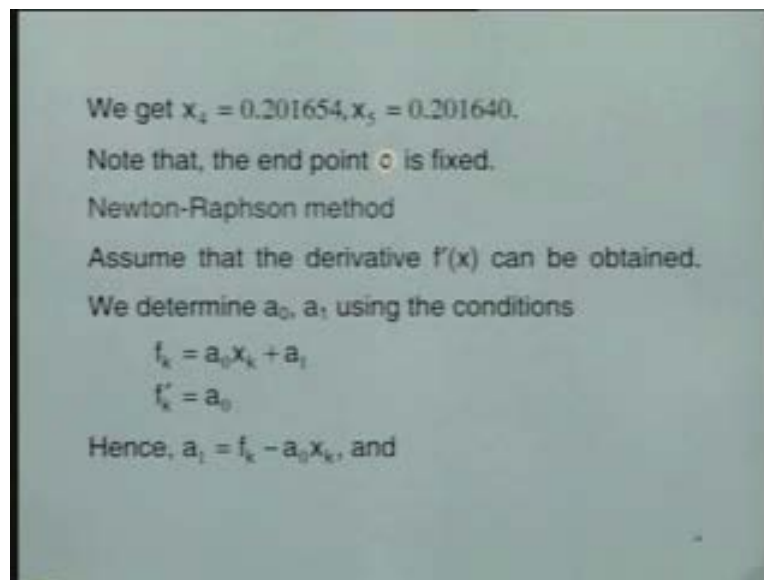 We get x₄ = 0.201654, x₅ = 0.201640.
Note that, the end point 0 is fixed.
Newton-Raphson method
Assume that the derivative f′(x) can be obtained.
We determine a₀, a₁ using the conditions
fₖ = a₀xₖ + a₁
f′ₖ = a₀
Hence, a₁ = fₖ − a₀xₖ, and